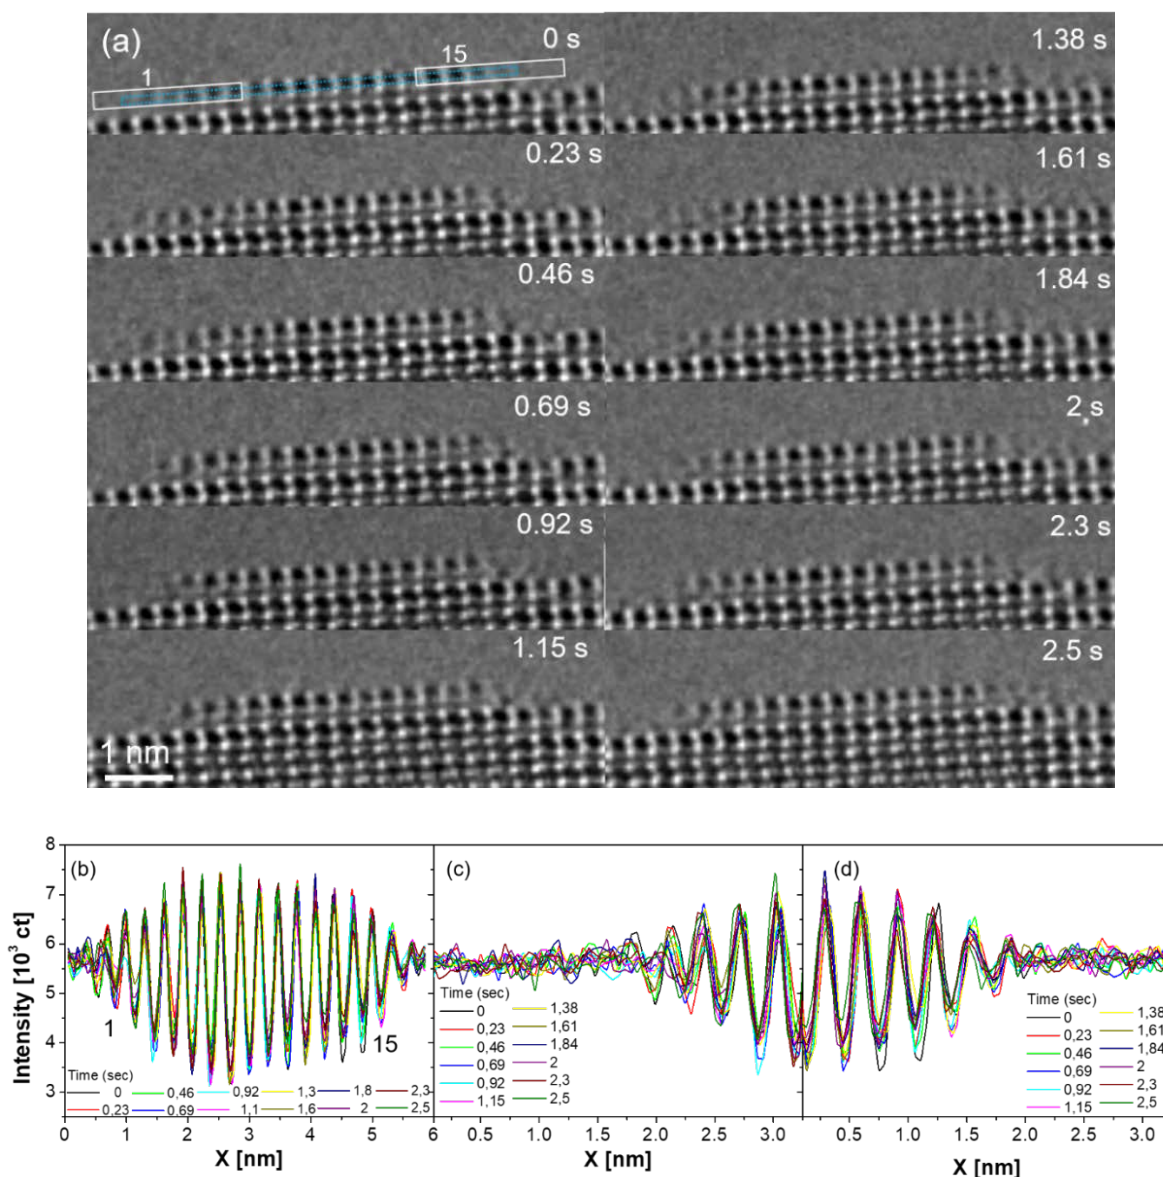 (a)
1
15
0 s
0.23 s
0.46 s
0.69 s
0.92 s
1.15 s
1 nm
1.38 s
1.61 s
1.84 s
2 s
2.3 s
2.5 s
Intensity [10³ ct]
8
7
6
5
4
3
(b)
1
15
Time (sec)
0 0,46 0,92 1,3 1,8 2,3
0,23 0,69 1,1 1,6 2 2,5
0 1 2 3 4 5 6
X [nm]
(c)
Time (sec)
0 1,38
0,23 1,61
0,46 1,84
0,69 2
0,92 2,3
1,15 2,5
0.5 1.0 1.5 2.0 2.5 3.0
X [nm]
(d)
Time (sec)
0 1,38
0,23 1,61
0,46 1,84
0,69 2
0,92 2,3
1,15 2,5
0.5 1.0 1.5 2.0 2.5 3.0
X [nm]